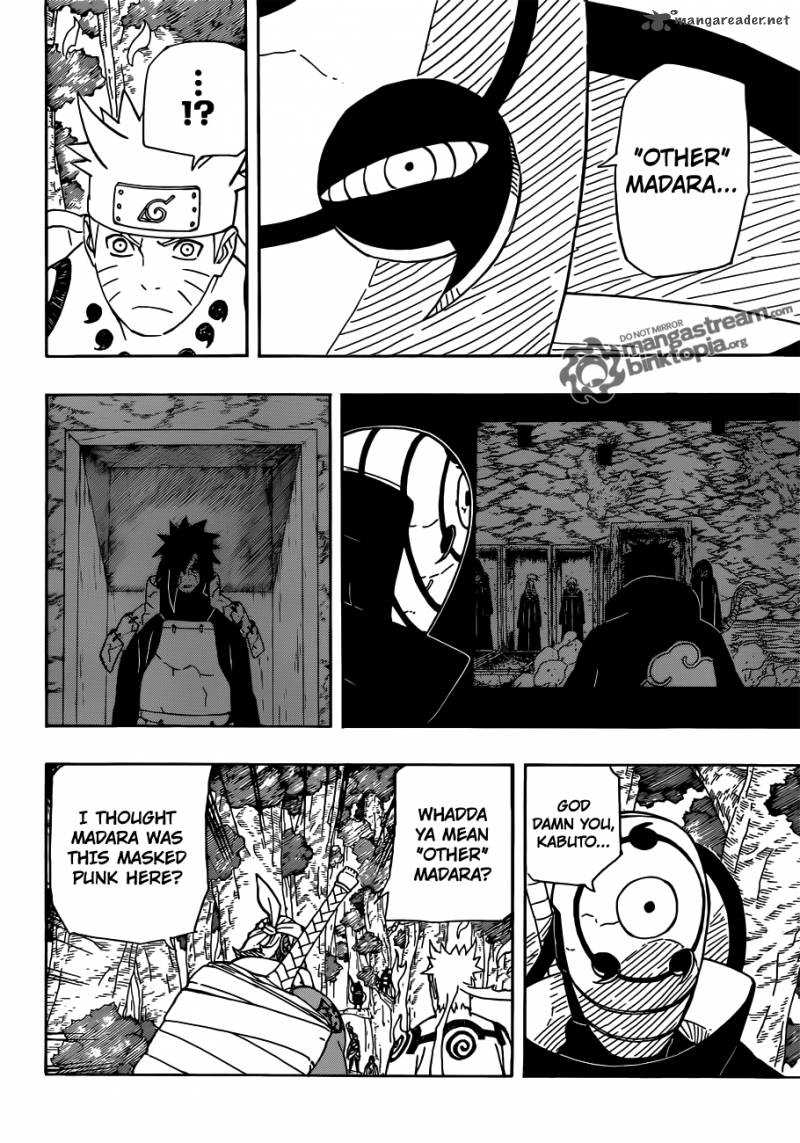 mangareader.net
"OTHER"
MADARA...
...
!?
DO NOT MIRROR
mangastream.com
binktopia.org
GOD
DAMN YOU,
KABUTO...
WHADDA
YA MEAN
"OTHER"
MADARA?
I THOUGHT
MADARA WAS
THIS MASKED
PUNK HERE?